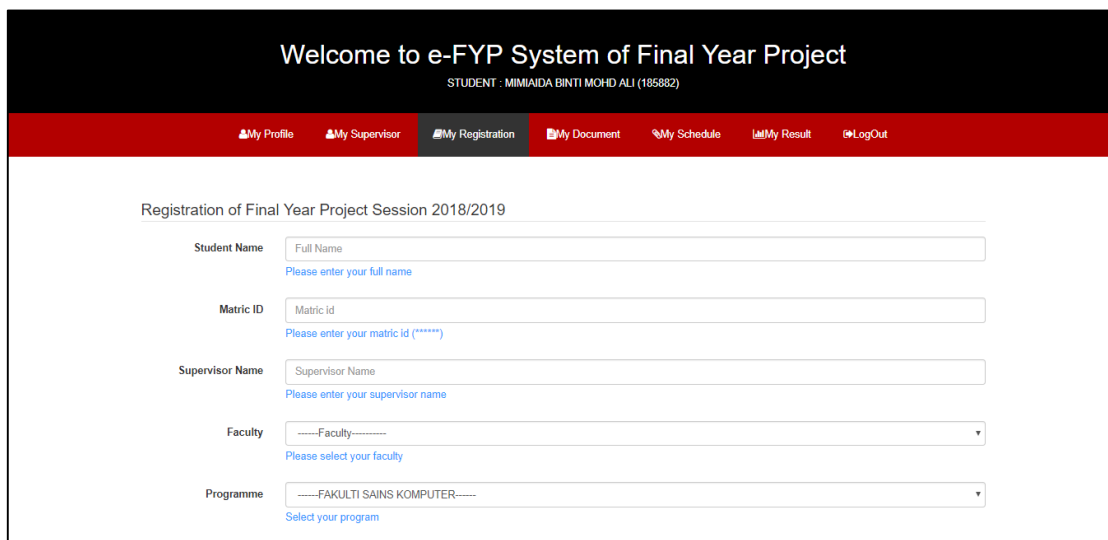 Welcome to e-FYP System of Final Year Project
STUDENT : MIMIAIDA BINTI MOHD ALI (185882)
My Profile My Supervisor My Registration My Document My Schedule My Result LogOut
Registration of Final Year Project Session 2018/2019
Student Name Full Name
Please enter your full name
Matric ID Matric id
Please enter your matric id (******)
Supervisor Name Supervisor Name
Please enter your supervisor name
Faculty ------Faculty----------
Please select your faculty
Programme ------FAKULTI SAINS KOMPUTER------
Select your program